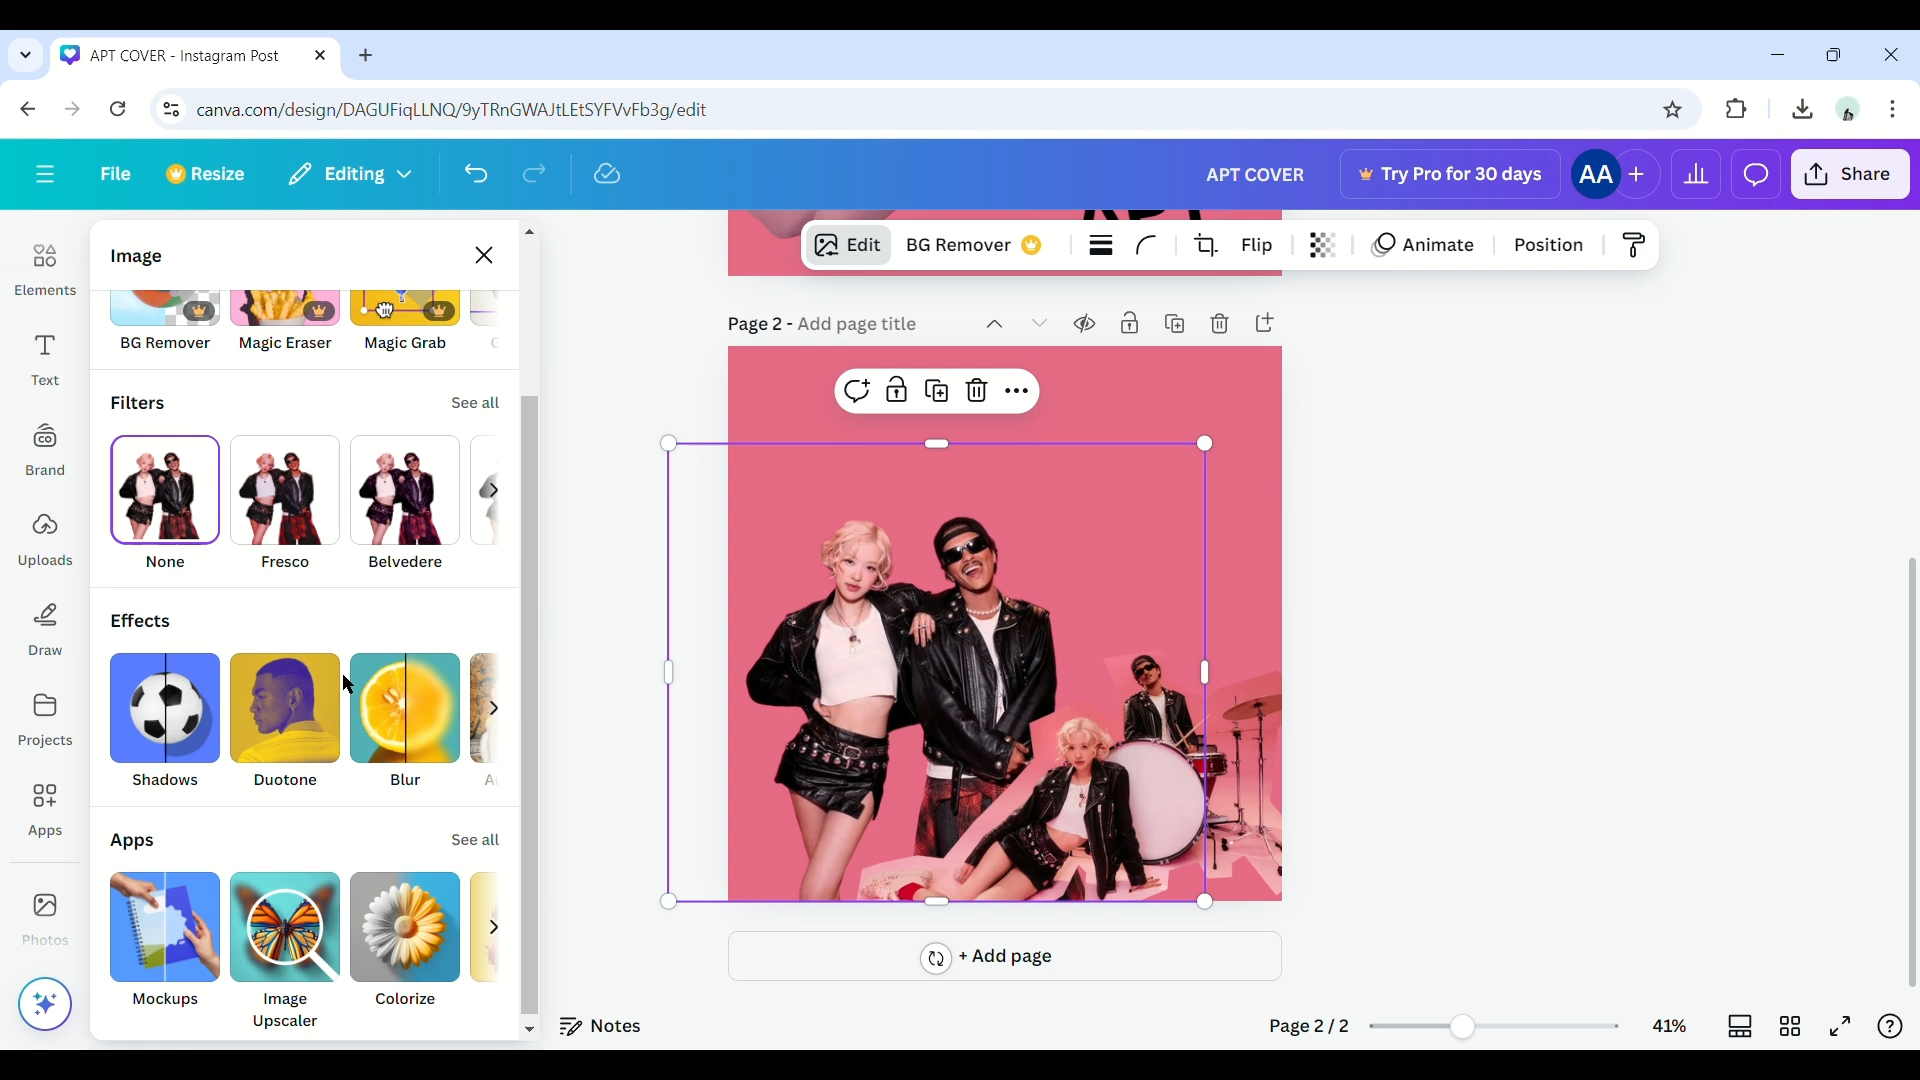 APT COVER - Instagram Post
canva.com/design/DAGUFiqLLNQ/9yTRnGWAJtLEtSYFVvFb3g/edit
File
Resize
Editing
APT COVER
Try Pro for 30 days
AA
Share
Elements
Text
Brand
Uploads
Draw
Projects
Apps
Photos
Image
BG Remover
Magic Eraser
Magic Grab
Filters
See all
None
Fresco
Belvedere
Effects
Shadows
Duotone
Blur
Apps
See all
Mockups
Image
Upscaler
Colorize
Edit
BG Remover
Flip
Animate
Position
Page 2 - Add page title
+ Add page
Notes
Page 2 / 2
41%